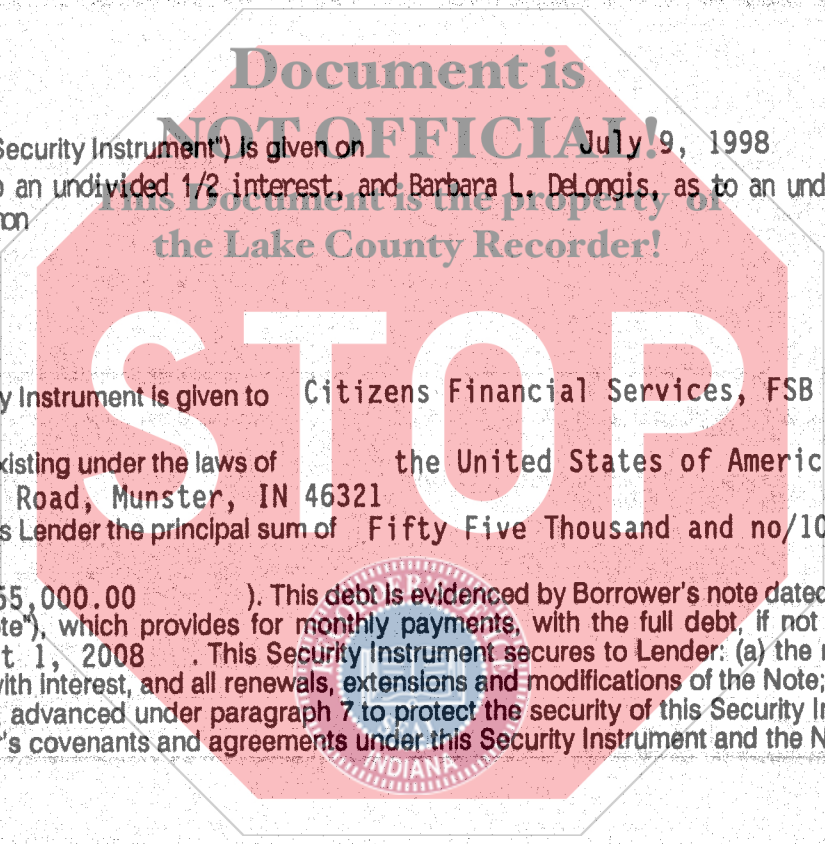 Document is
NOT OFFICIAL!
Security Instrument") is given on July 9, 1998
an undivided 1/2 interest, and Barbara L. DeLongis, as to an und
This Document is the property of
the Lake County Recorder!
STOP
y Instrument is given to Citizens Financial Services, FSB
xisting under the laws of the United States of Americ
Road, Munster, IN 46321
s Lender the principal sum of Fifty Five Thousand and no/10
55,000.00 ). This debt is evidenced by Borrower's note dated
te"), which provides for monthly payments, with the full debt, if not
t 1, 2008 . This Security Instrument secures to Lender: (a) the
ith interest, and all renewals, extensions and modifications of the Note;
advanced under paragraph 7 to protect the security of this Security I
's covenants and agreements under this Security Instrument and the N
SEAL
INDIANA